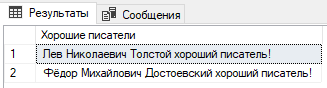 Результаты Сообщения
Хорошие писатели
1 Лев Николаевич Толстой хороший писатель!
2 Фёдор Михайлович Достоевский хороший писатель!